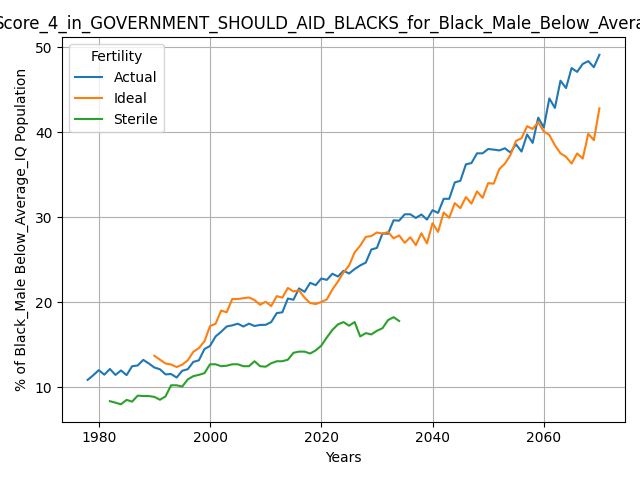 Score_4_in_GOVERNMENT_SHOULD_AID_BLACKS_for_Black_Male_Below_Avera
Fertility
Actual
Ideal
Sterile
% of Black_Male Below_Average_IQ Population
50
40
30
20
10
1980
2000
2020
2040
2060
Years